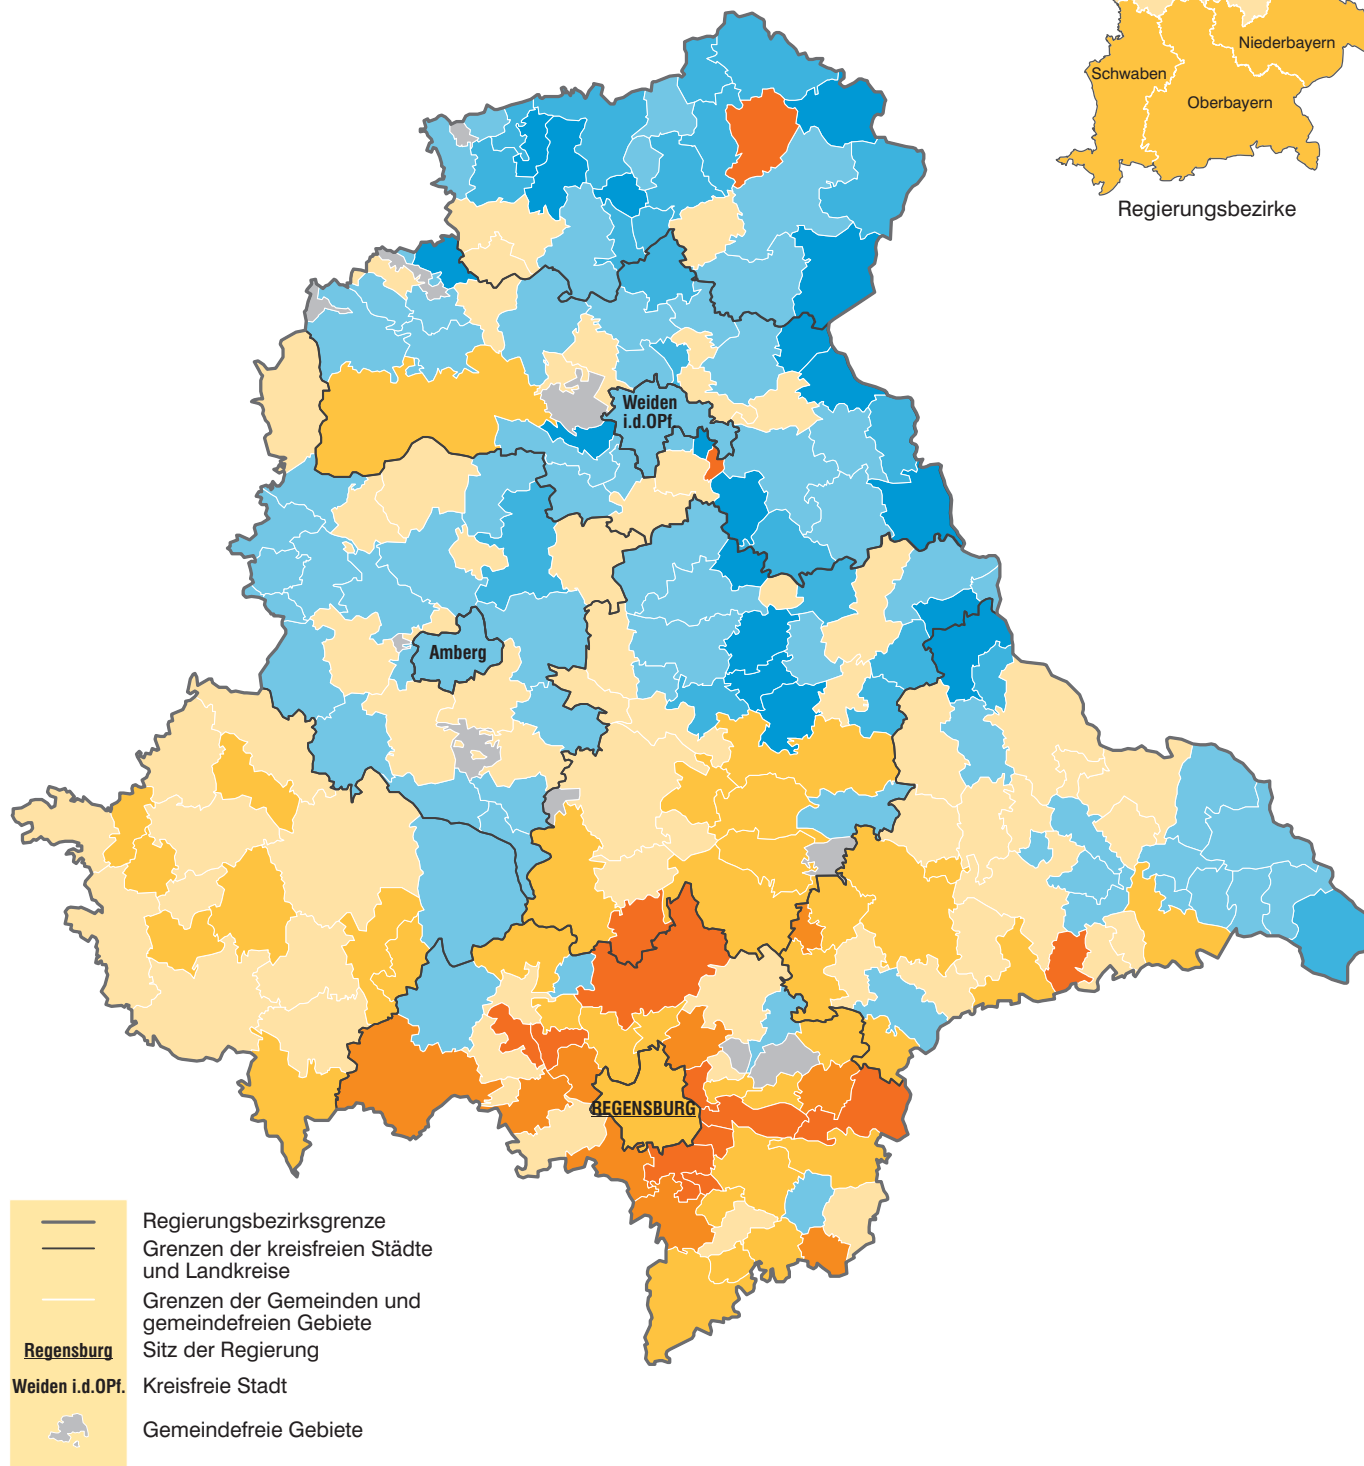 Niederbayern
Schwaben
Oberbayern
Regierungsbezirke
Weiden
i.d.OPf.
Amberg
REGENSBURG
Regierungsbezirksgrenze
Grenzen der kreisfreien Städte
und Landkreise
Grenzen der Gemeinden und
gemeindefreien Gebiete
Regensburg Sitz der Regierung
Weiden i.d.OPf. Kreisfreie Stadt
Gemeindefreie Gebiete